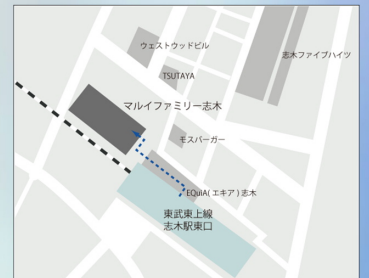 ウェストウッドビル
志木ファイブハイツ
TSUTAYA
マルイファミリー志木
モスバーガー
EQuiA(エキア)志木
東武東上線
志木駅東口